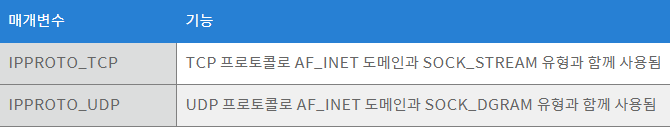 매개변수 기능
IPPROTO_TCP TCP 프로토콜로 AF_INET 도메인과 SOCK_STREAM 유형과 함께 사용됨
IPPROTO_UDP UDP 프로토콜로 AF_INET 도메인과 SOCK_DGRAM 유형과 함께 사용됨